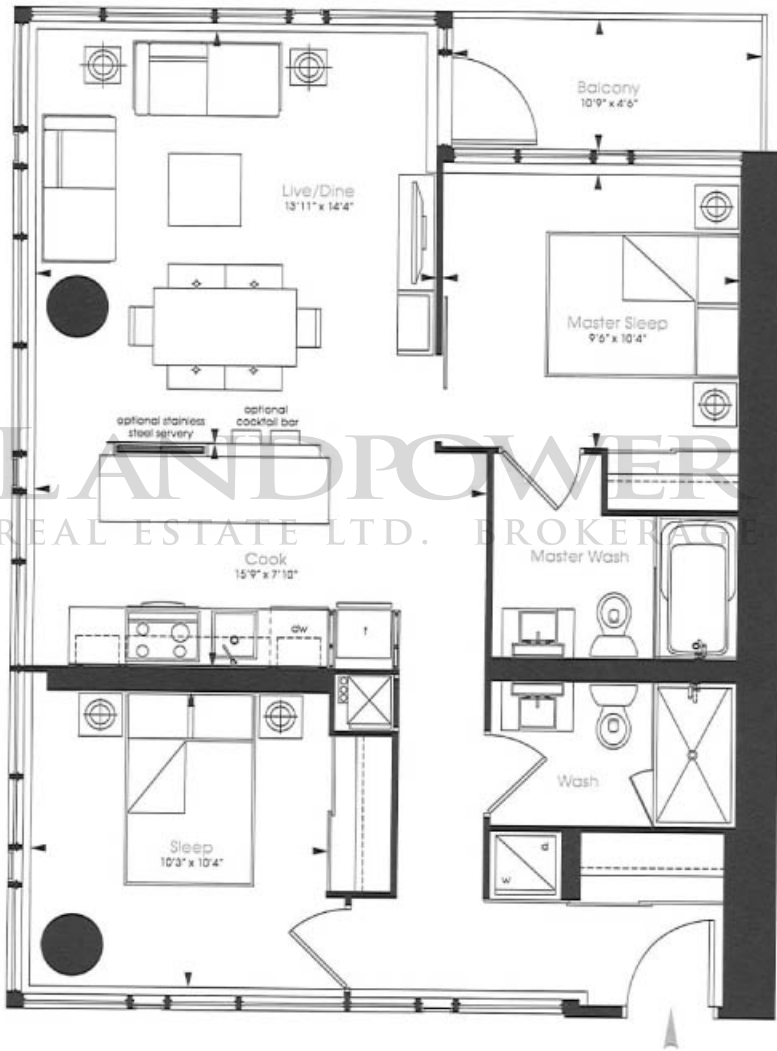 Balcony
10'9" x 4'6"
Live/Dine
13'11" x 14'4"
Master Sleep
9'6" x 10'4"
optional stainless
steel servery
optional
cocktail bar
LANDPOWER
REAL ESTATE LTD. BROKERAGE
Cook
15'9" x 7'10"
Master Wash
dw
f
Wash
Sleep
10'3" x 10'4"
d
w